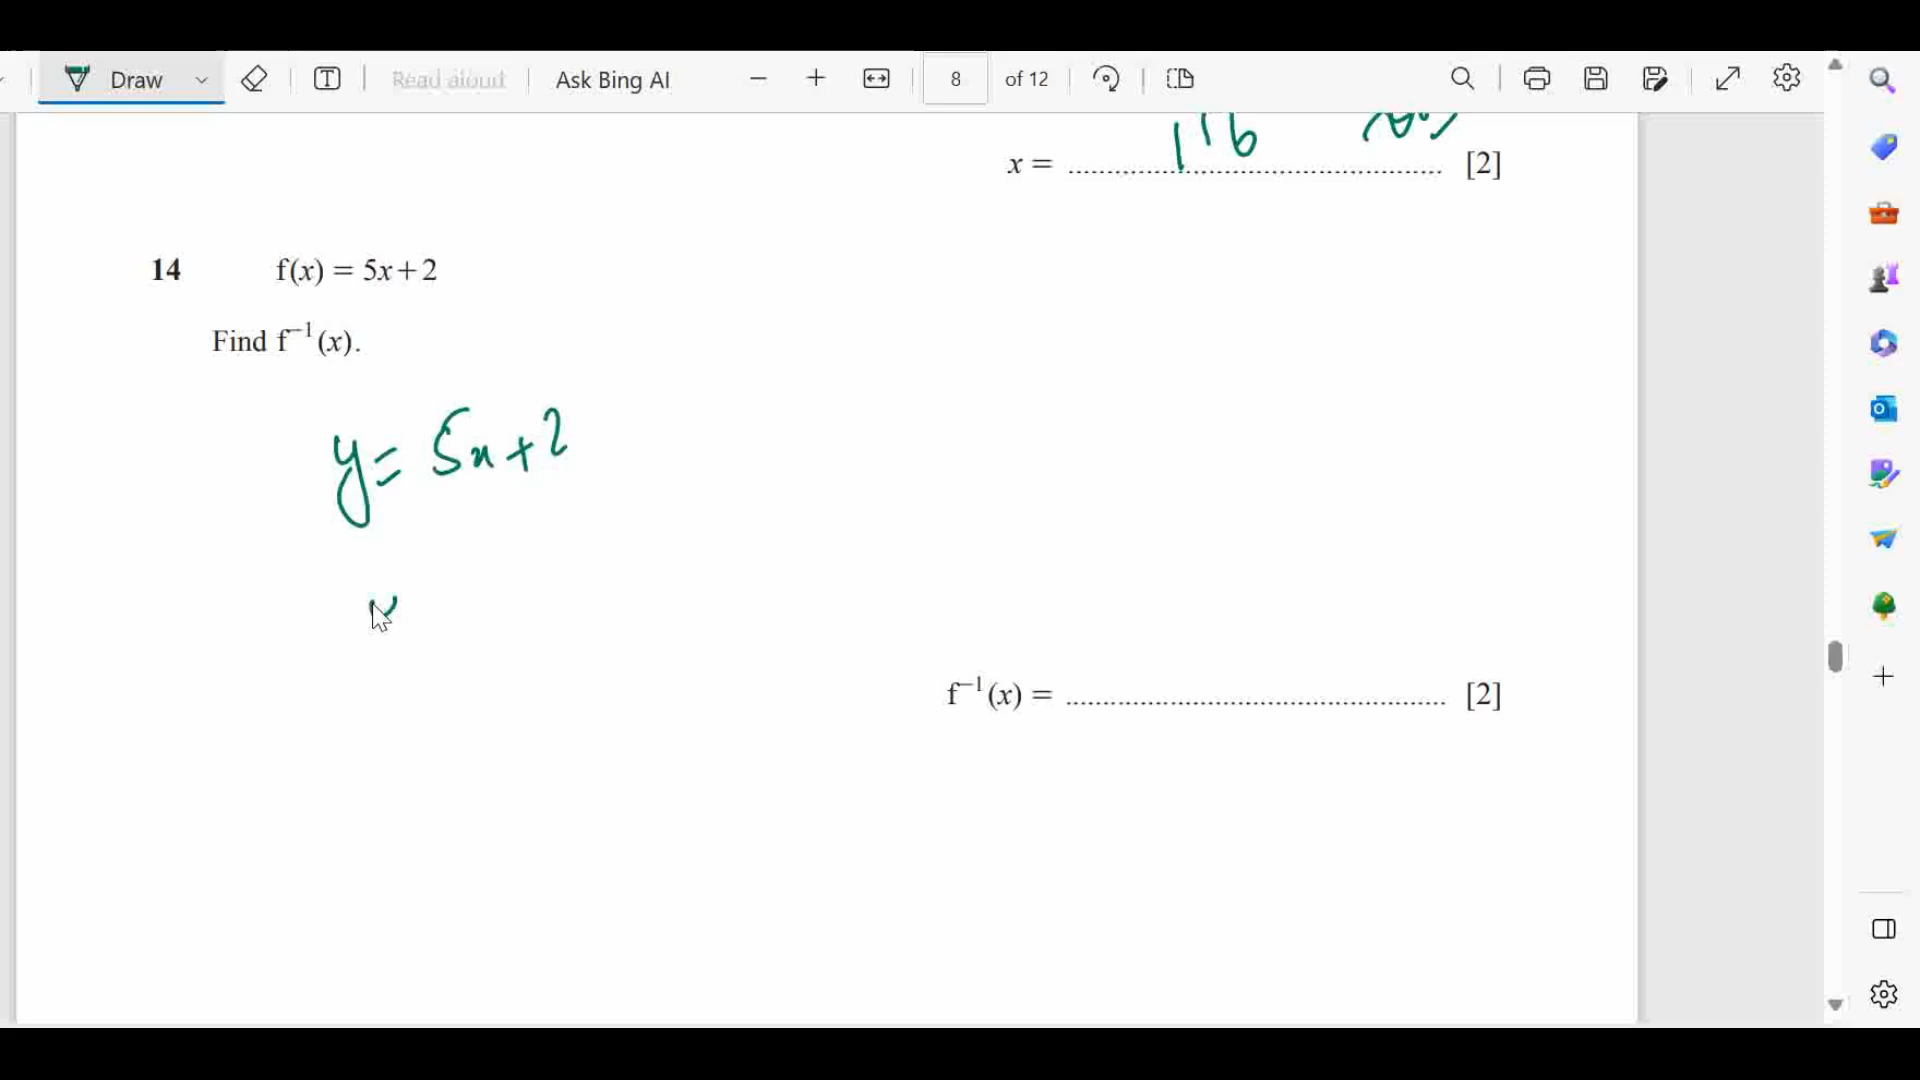 Draw Read aloud Ask Bing AI 8 of 12
116
x = [2]
14 f(x) = 5x+2
Find f⁻¹(x).
y = 5x+2
x
f⁻¹(x) = [2]